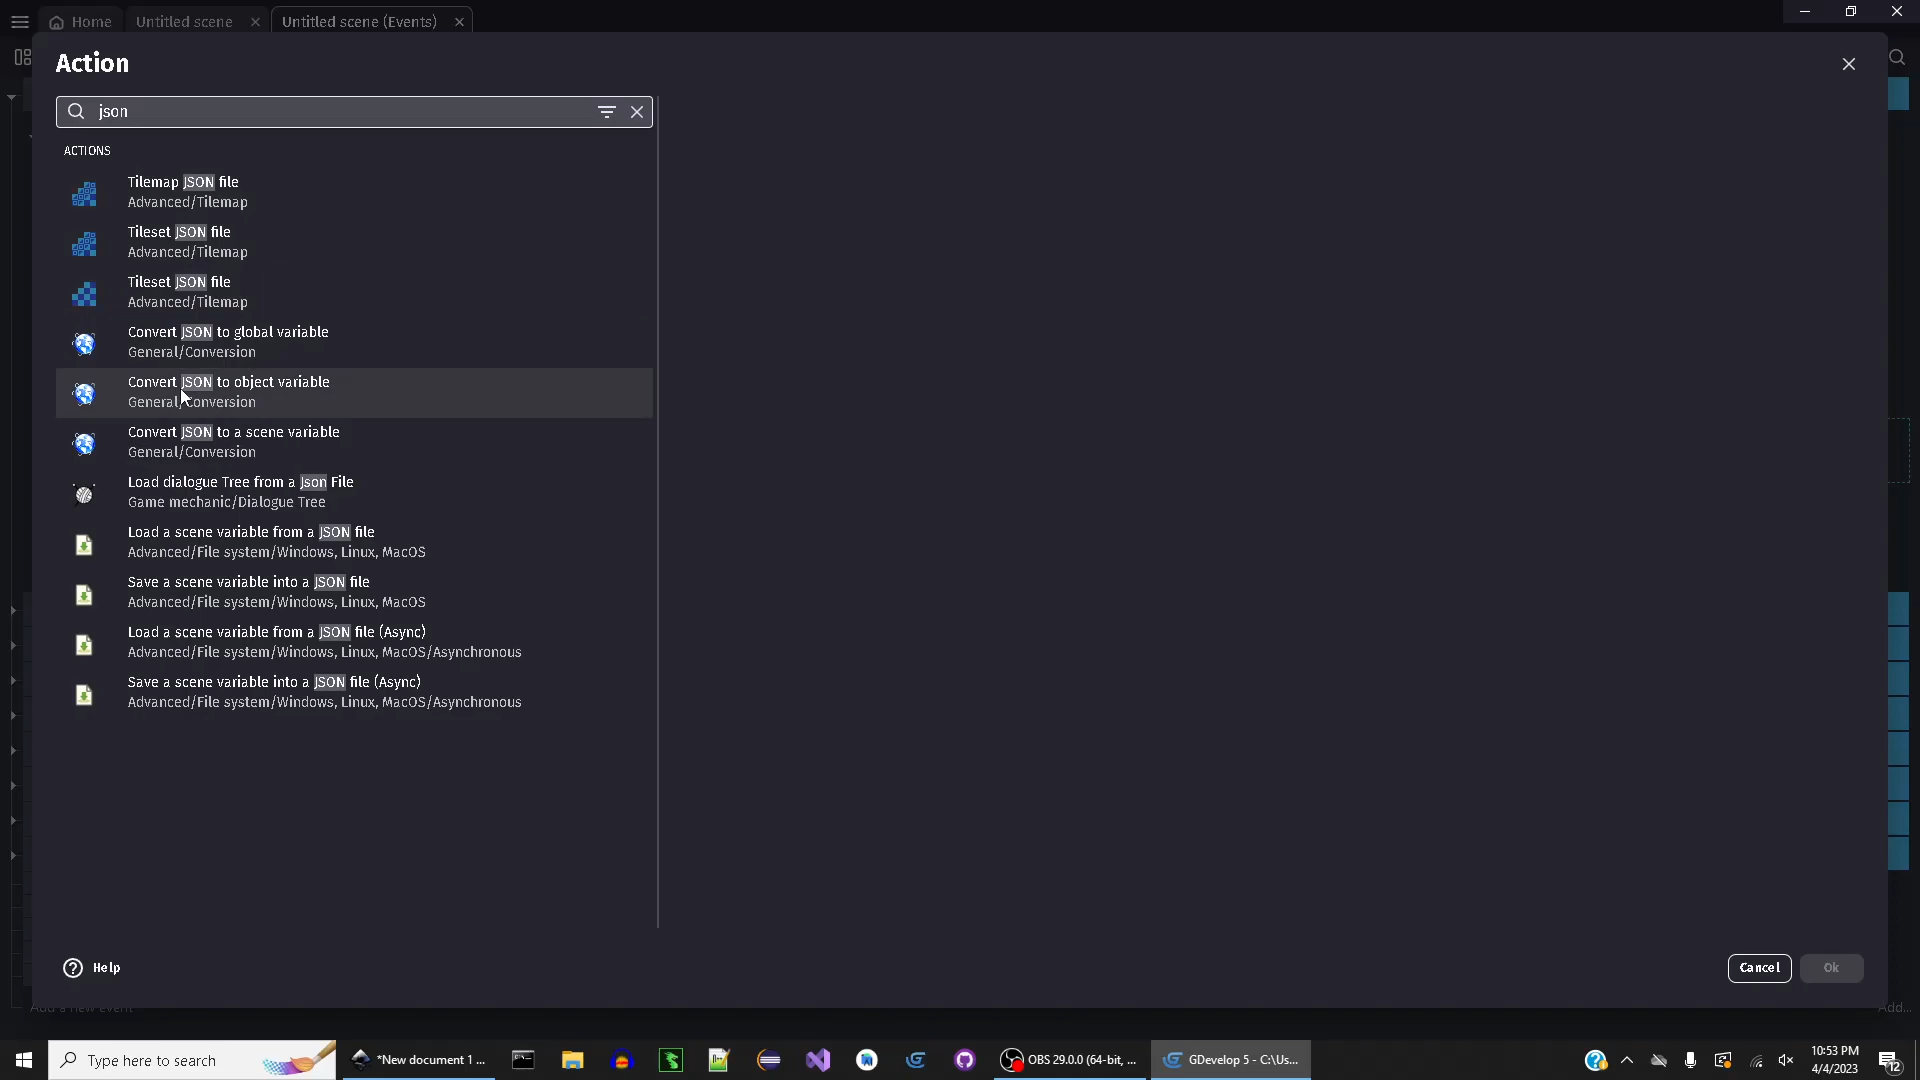 Home
Untitled scene
Untitled scene (Events)
Action
json
ACTIONS
Tilemap JSON file
Advanced/Tilemap
Tileset JSON file
Advanced/Tilemap
Tileset JSON file
Advanced/Tilemap
Convert JSON to global variable
General/Conversion
Convert JSON to object variable
General/Conversion
Convert JSON to a scene variable
General/Conversion
Load dialogue Tree from a Json File
Game mechanic/Dialogue Tree
Load a scene variable from a JSON file
Advanced/File system/Windows, Linux, MacOS
Save a scene variable into a JSON file
Advanced/File system/Windows, Linux, MacOS
Load a scene variable from a JSON file (Async)
Advanced/File system/Windows, Linux, MacOS/Asynchronous
Save a scene variable into a JSON file (Async)
Advanced/File system/Windows, Linux, MacOS/Asynchronous
Help
Cancel
Ok
Add a new event
Add...
Type here to search
*New document 1 ...
OBS 29.0.0 (64-bit, ...
GDevelop 5 - C:\Us...
10:53 PM
4/4/2023
12